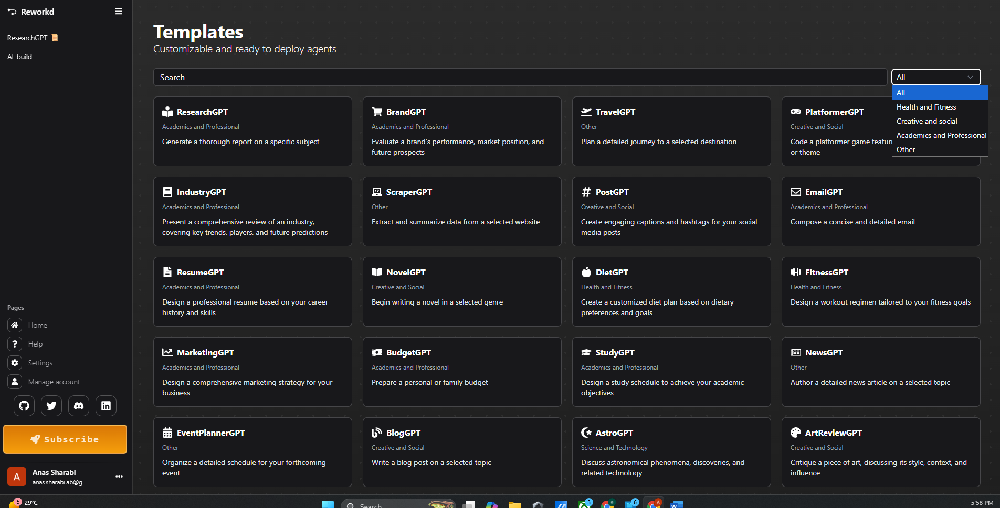 Reworkd
ResearchGPT 📜
AI_build
Pages
Home
Help
Settings
Manage account
Subscribe
A
Anas Sharabi
anas.sharabi.ab@g...
Templates
Customizable and ready to deploy agents
Search
All
All
Health and Fitness
Creative and social
Academics and Professional
Other
ResearchGPT
Academics and Professional
Generate a thorough report on a specific subject
BrandGPT
Academics and Professional
Evaluate a brand's performance, market position, and
future prospects
TravelGPT
Other
Plan a detailed journey to a selected destination
PlatformerGPT
Creative and Social
Code a platformer game featuri
or theme
IndustryGPT
Academics and Professional
Present a comprehensive review of an industry,
covering key trends, players, and future predictions
ScraperGPT
Other
Extract and summarize data from a selected website
PostGPT
Creative and Social
Create engaging captions and hashtags for your social
media posts
EmailGPT
Academics and Professional
Compose a concise and detailed email
ResumeGPT
Academics and Professional
Design a professional resume based on your career
history and skills
NovelGPT
Creative and Social
Begin writing a novel in a selected genre
DietGPT
Health and Fitness
Create a customized diet plan based on dietary
preferences and goals
FitnessGPT
Health and Fitness
Design a workout regimen tailored to your fitness goals
MarketingGPT
Academics and Professional
Design a comprehensive marketing strategy for your
business
BudgetGPT
Academics and Professional
Prepare a personal or family budget
StudyGPT
Academics and Professional
Design a study schedule to achieve your academic
objectives
NewsGPT
Other
Author a detailed news article on a selected topic
EventPlannerGPT
Other
Organize a detailed schedule for your forthcoming
event
BlogGPT
Creative and Social
Write a blog post on a selected topic
AstroGPT
Science and Technology
Discuss astronomical phenomena, discoveries, and
related technology
ArtReviewGPT
Creative and Social
Critique a piece of art, discussing its style, context, and
influence
5
29°C
Search
3
a
6
A
W
5:58 PM